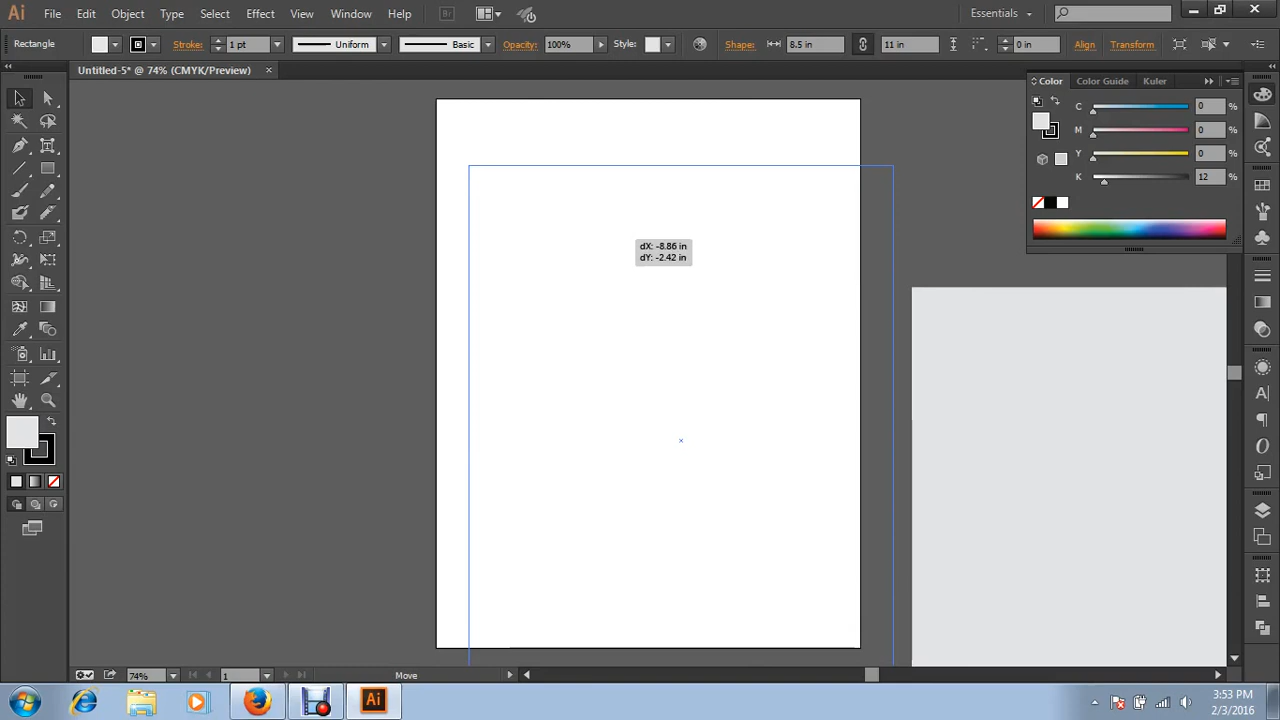 Ai File Edit Object Type Select Effect View Window Help Br Essentials
Rectangle Stroke: 1 pt Uniform Basic Opacity: 100% Style: Shape: 8.5 in 11 in 0 in Align Transform
Untitled-5* @ 74% (CMYK/Preview) ×
Color Color Guide Kuler
C 0 %
M 0 %
Y 0 %
K 12 %
dX: -8.86 in
dY: -2.42 in
74% 1 Move
Ai
3:53 PM
2/3/2016